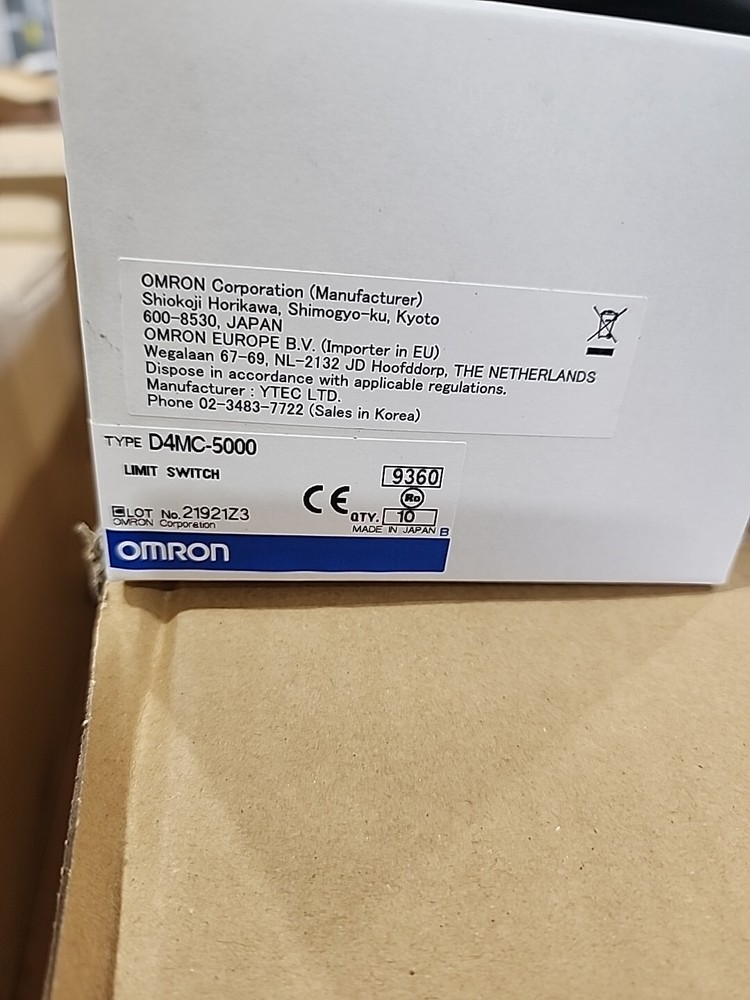 OMRON Corporation (Manufacturer)
Shiokoji Horikawa, Shimogyo-ku, Kyoto
600-8530, JAPAN
OMRON EUROPE B.V. (Importer in EU)
Wegalaan 67-69, NL-2132 JD Hoofddorp, THE NETHERLANDS
Dispose in accordance with applicable regulations.
Manufacturer : YTEC LTD.
Phone 02-3483-7722 (Sales in Korea)
TYPE D4MC-5000
LIMIT SWITCH
9360
CE
Ro
LOT No.21921Z3
QTY. 10
OMRON Corporation
MADE IN JAPAN B
OMRON